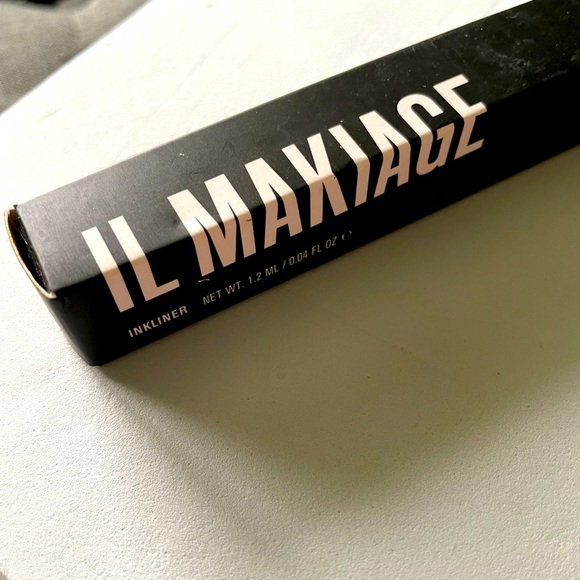 IL MAKIAGE
INKLINER NET WT. 1.2 ML / 0.04 FL OZ ℮